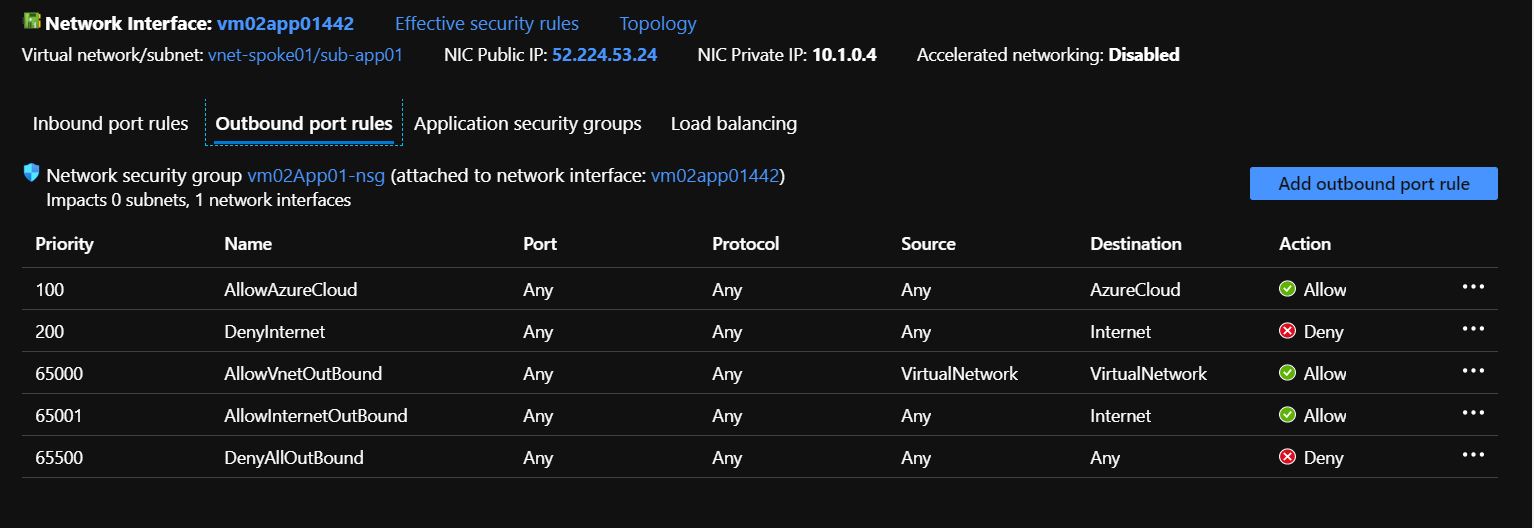 Network Interface: vm02app01442 Effective security rules Topology
Virtual network/subnet: vnet-spoke01/sub-app01 NIC Public IP: 52.224.53.24 NIC Private IP: 10.1.0.4 Accelerated networking: Disabled
Inbound port rules Outbound port rules Application security groups Load balancing
Network security group vm02App01-nsg (attached to network interface: vm02app01442)
Impacts 0 subnets, 1 network interfaces
Add outbound port rule
Priority Name Port Protocol Source Destination Action
100 AllowAzureCloud Any Any Any AzureCloud Allow ...
200 DenyInternet Any Any Any Internet Deny ...
65000 AllowVnetOutBound Any Any VirtualNetwork VirtualNetwork Allow ...
65001 AllowInternetOutBound Any Any Any Internet Allow ...
65500 DenyAllOutBound Any Any Any Any Deny ...